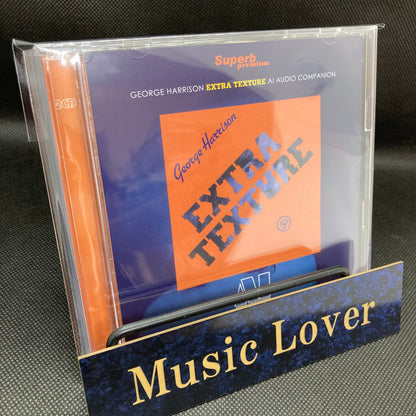 Superb
premium
GEORGE HARRISON EXTRA TEXTURE AI AUDIO COMPANION
2CD
George Harrison
EXTRA
TEXTURE
Music Lover